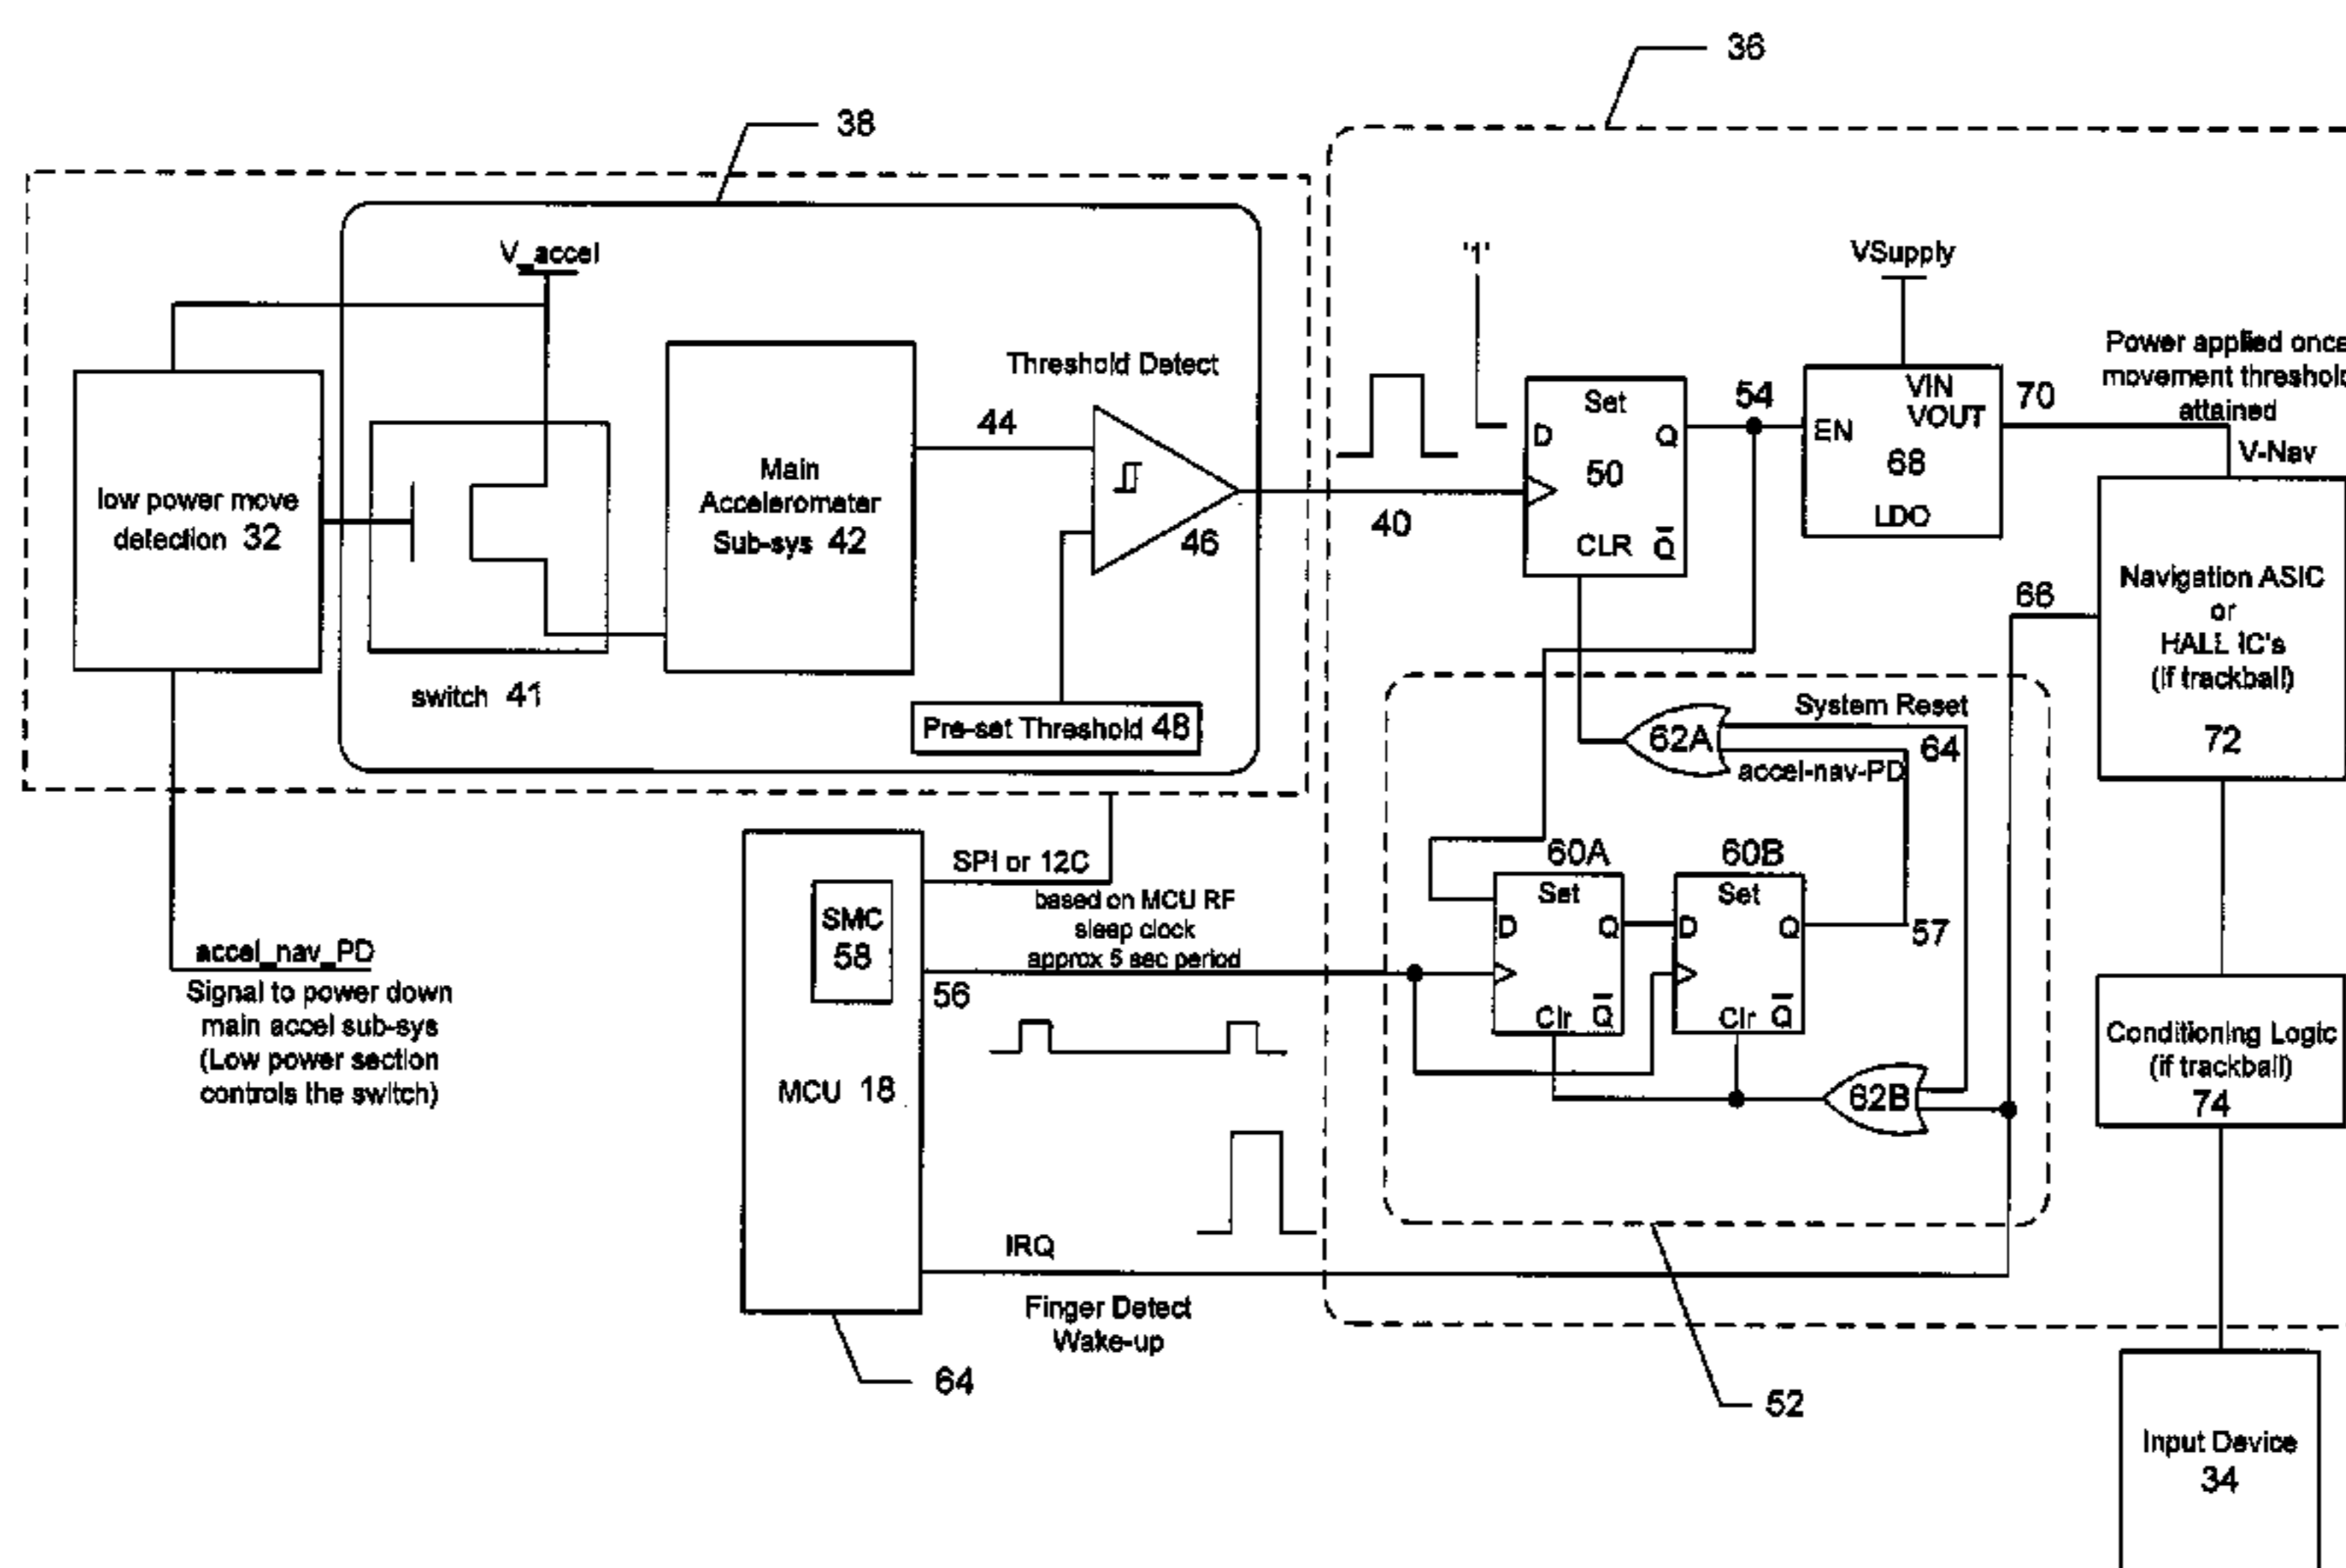 36
38
V_accel
'1'
VSupply
Power applied once
movement threshold
attained
Threshold Detect
44
Set
D
Q
50
CLR
Q
54
VIN
VOUT
EN
68
LDO
70
V-Nav
low power move
detection 32
Main
Accelerometer
Sub-sys 42
46
40
switch 41
Pre-set Threshold 48
66
Navigation ASIC
or
HALL IC's
(if trackball)
72
System Reset
62A
64
accel-nav-PD
SPI or 12C
based on MCU RF
sleep clock
approx 5 sec period
SMC
58
56
MCU 18
accel_nav_PD
Signal to power down
main accel sub-sys
(Low power section
controls the switch)
60A
60B
Set
D
Q
Clr
Q
Set
D
Q
Clr
Q
57
62B
Conditioning Logic
(if trackball)
74
IRQ
Finger Detect
Wake-up
64
52
Input Device
34